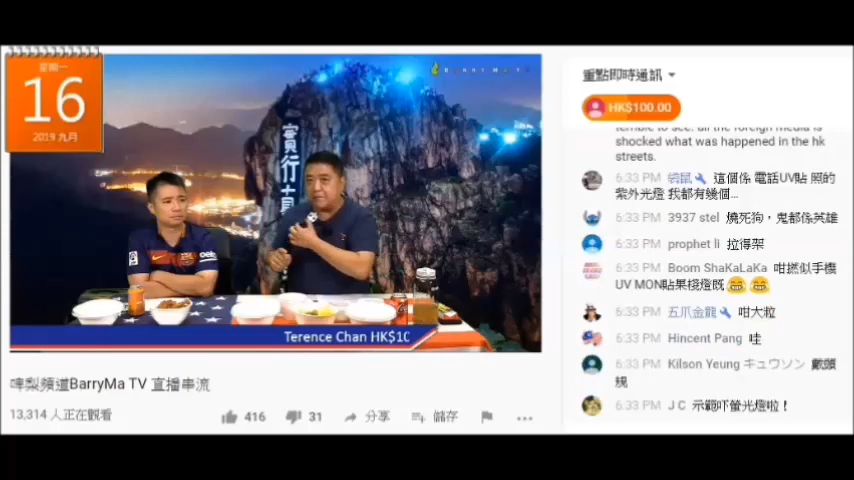 星期一
16
2019 九月
BARRY MA TV
Terence Chan HK$10
啤梨頻道BarryMa TV 直播串流
13,314 人正在觀看
416
31
分享
儲存
重點即時通訊
HK$100.00
terrible to see. all the foreign media is
shocked what was happened in the hk
streets.
6:33 PM 袋鼠 這個係 電話UV貼 照的
紫外光燈 我都有幾個...
6:33 PM 3937 stel 燒死狗，鬼都係英雄
6:33 PM prophet li 拉得架
6:33 PM Boom ShaKaLaKa 咁撚似手機
UV MON貼果枝燈既😂😂
6:33 PM 五爪金龍 咁大粒
6:33 PM Hincent Pang 哇
6:33 PM Kilson Yeung キュウソン 戴頭
規
6:33 PM J C 示範吓螢光燈啦！